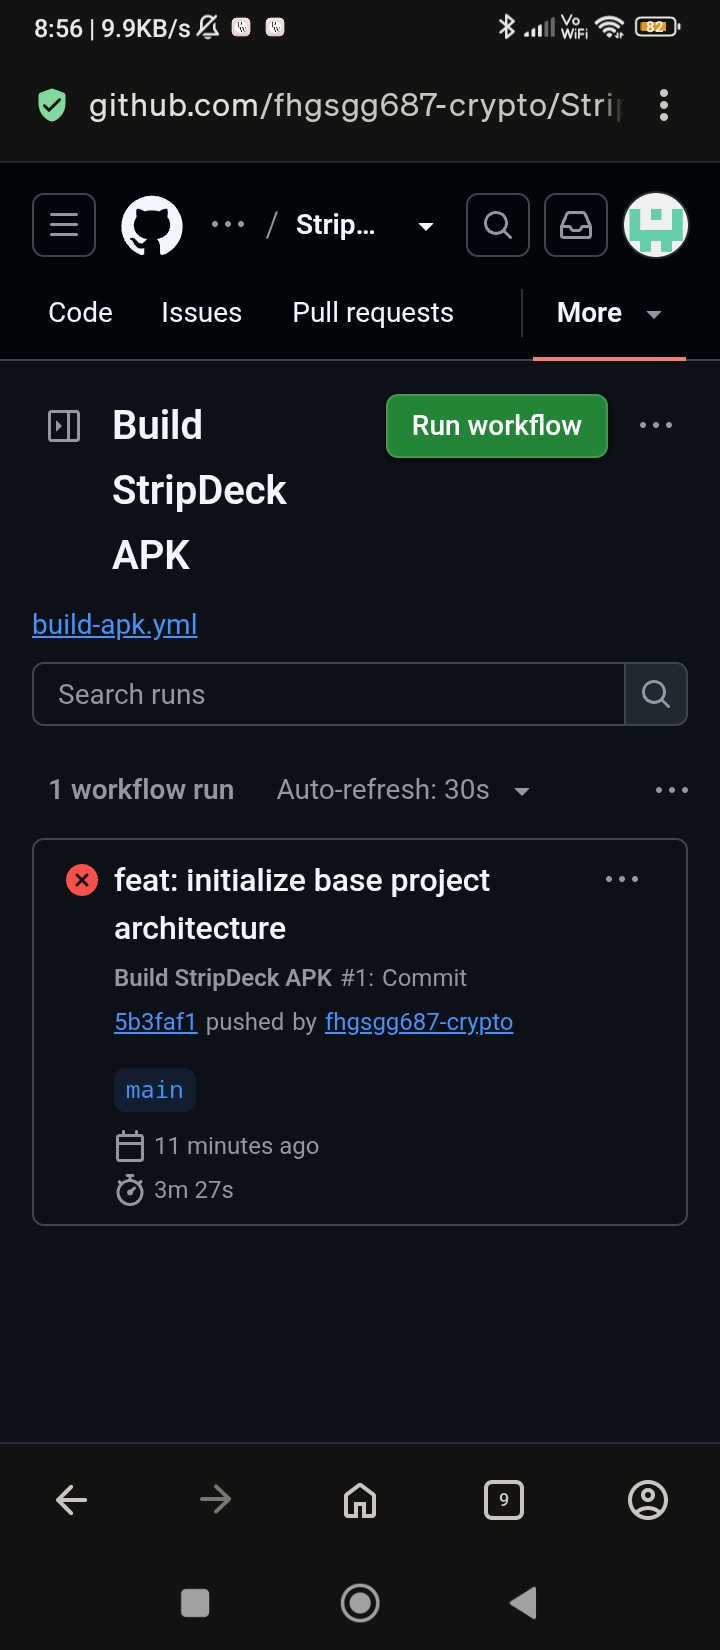 8:56 | 9.9KB/s Vo WiFi 82
github.com/fhgsgg687-crypto/Strip
... / Strip...
Code Issues Pull requests More
Build StripDeck APK Run workflow
build-apk.yml
Search runs
1 workflow run Auto-refresh: 30s
feat: initialize base project
architecture
Build StripDeck APK #1: Commit
5b3faf1 pushed by fhgsgg687-crypto
main
11 minutes ago
3m 27s
9